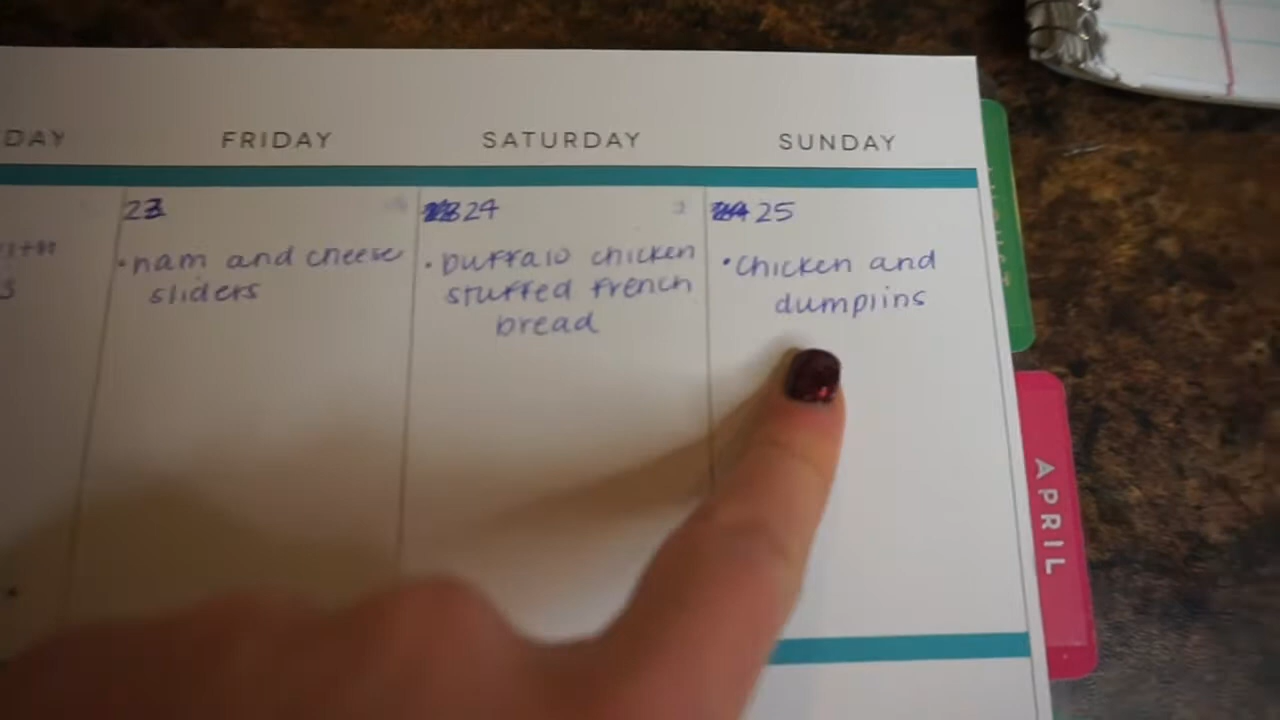 DAY
FRIDAY
SATURDAY
SUNDAY
23
24
25
•ham and cheese
sliders
•buffalo chicken
stuffed french
bread
•chicken and
dumplins
APRIL